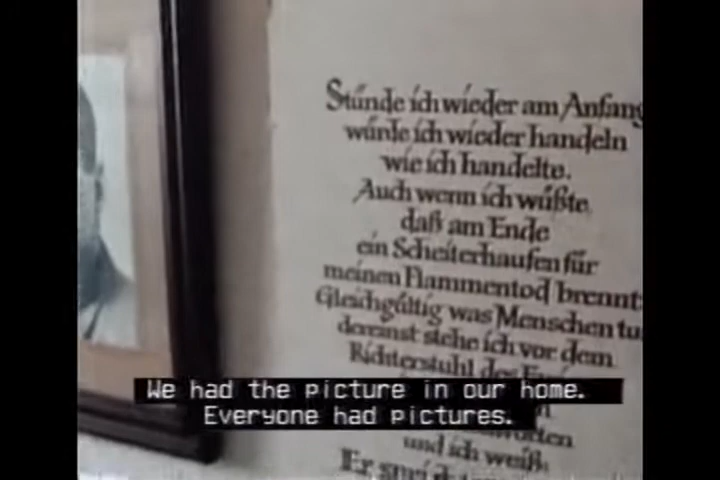 Stünde ich wieder am Anfang
würde ich wieder handeln
wie ich handelte.
Auch wenn ich wüßte
daß am Ende
ein Scheiterhaufen für
meinen Flammentod brennt
Gleichgültig was Menschen tu
dereinst stehe ich vor dem
Richterstuhl des
We had the picture in our home.
Everyone had pictures.
und ich weiß:
Er